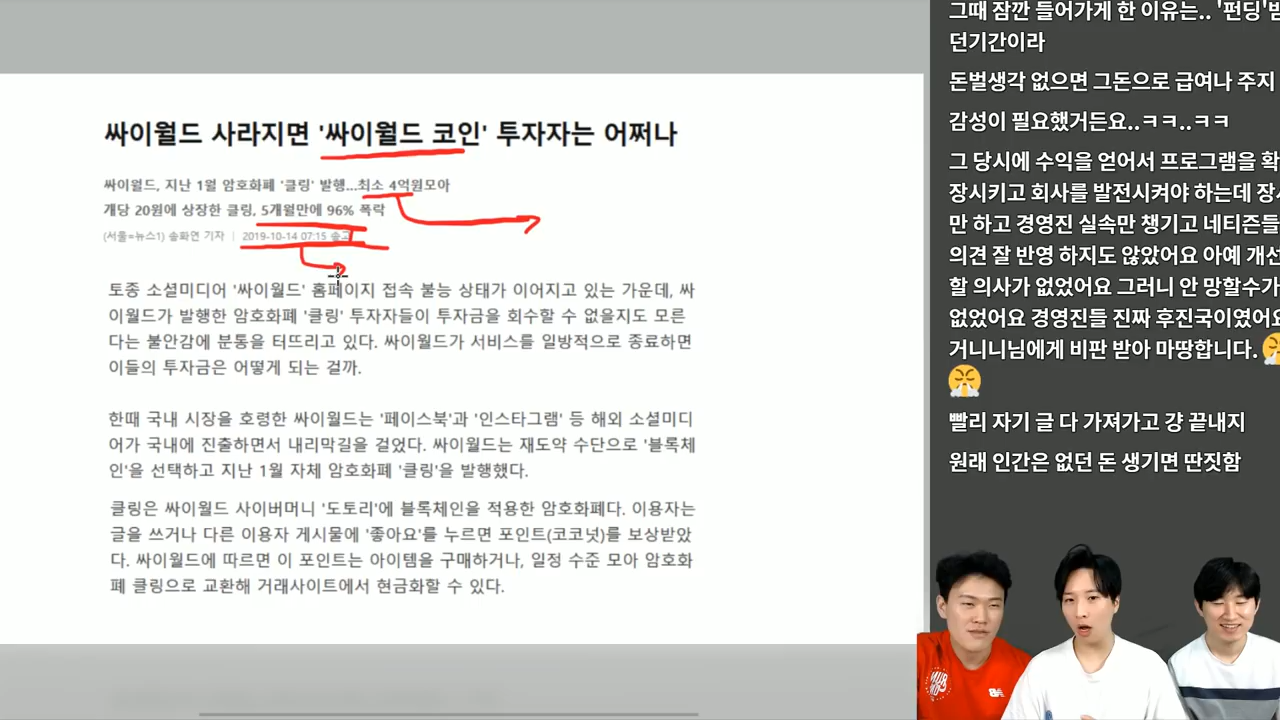 싸이월드 사라지면 '싸이월드 코인' 투자자는 어쩌나
싸이월드, 지난 1월 암호화폐 '클링' 발행...최소 4억원모아
개당 20원에 상장한 클링, 5개월만에 96% 폭락
(서울=뉴스1) 송화연 기자 | 2019-10-14 07:15 송고
토종 소셜미디어 '싸이월드' 홈페이지 접속 불능 상태가 이어지고 있는 가운데, 싸
이월드가 발행한 암호화폐 '클링' 투자자들이 투자금을 회수할 수 없을지도 모른
다는 불안감에 분통을 터뜨리고 있다. 싸이월드가 서비스를 일방적으로 종료하면
이들의 투자금은 어떻게 되는 걸까.
한때 국내 시장을 호령한 싸이월드는 '페이스북'과 '인스타그램' 등 해외 소셜미디
어가 국내에 진출하면서 내리막길을 걸었다. 싸이월드는 재도약 수단으로 '블록체
인'을 선택하고 지난 1월 자체 암호화폐 '클링'을 발행했다.
클링은 싸이월드 사이버머니 '도토리'에 블록체인을 적용한 암호화폐다. 이용자는
글을 쓰거나 다른 이용자 게시물에 '좋아요'를 누르면 포인트(코코넛)를 보상받았
다. 싸이월드에 따르면 이 포인트는 아이템을 구매하거나, 일정 수준 모아 암호화
폐 클링으로 교환해 거래사이트에서 현금화할 수 있다.
그때 잠깐 들어가게 한 이유는.. '펀딩'받
던기간이라
돈벌생각 없으면 그돈으로 급여나 주지
감성이 필요했거든요..ㅋㅋ..ㅋㅋ
그 당시에 수익을 얻어서 프로그램을 확
장시키고 회사를 발전시켜야 하는데 장사
만 하고 경영진 실속만 챙기고 네티즌들
의견 잘 반영 하지도 않았어요 아예 개선
할 의사가 없었어요 그러니 안 망할수가
없었어요 경영진들 진짜 후진국이였어요
거니니님에게 비판 받아 마땅합니다. 😤
😤
빨리 자기 글 다 가져가고 걍 끝내지
원래 인간은 없던 돈 생기면 딴짓함